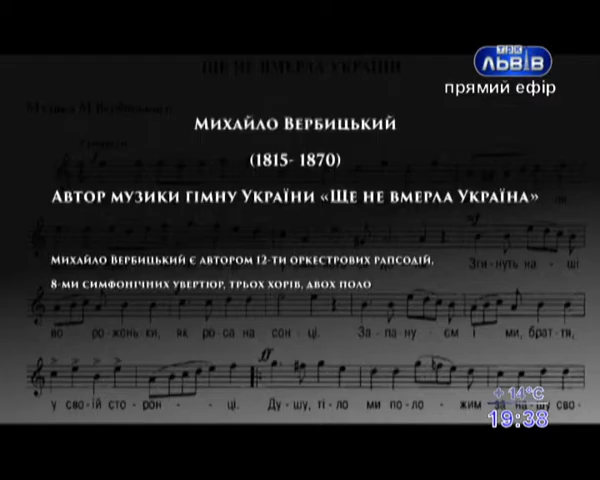 ТРК
ЛЬВІВ
прямий ефір
ЩЕ НЕ ВМЕРЛА УКРАЇНИ
Михайло Вербицький
(1815- 1870)
Автор музики гімну України «Ще не вмерла Україна»
Михайло Вербицький є автором 12-ти оркестрових рапсодій,
8-ми симфонічних увертюр, трьох хорів, двох поло
Зги-нуть на-ші
во - ро-жень-ки, як ро-са на сон-ці. За-па-ну-єм і ми, брат-тя,
у сво-їй сто-рон - ці. Ду-шу, ті-ло ми по-ло-жим за на-шу сво-
+14°C
19:38